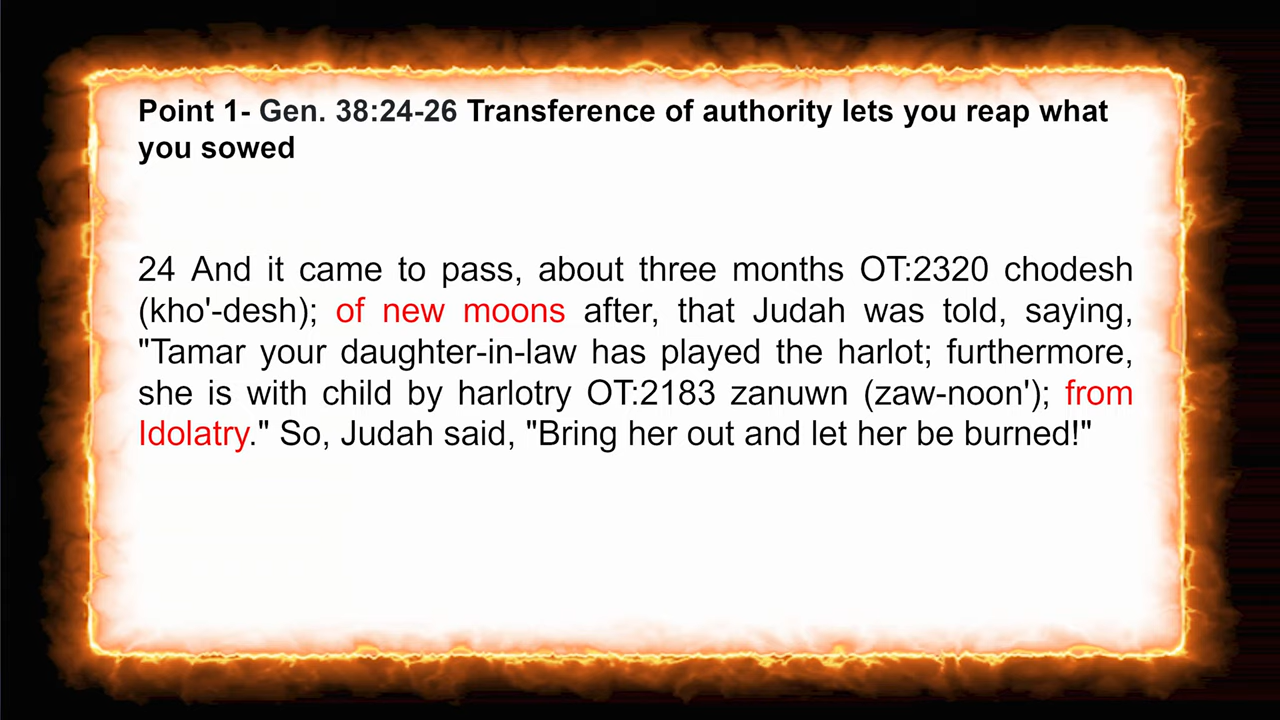 Point 1- Gen. 38:24-26 Transference of authority lets you reap what
you sowed
24 And it came to pass, about three months OT:2320 chodesh
(kho'-desh); of new moons after, that Judah was told, saying,
"Tamar your daughter-in-law has played the harlot; furthermore,
she is with child by harlotry OT:2183 zanuwn (zaw-noon'); from
Idolatry." So, Judah said, "Bring her out and let her be burned!"